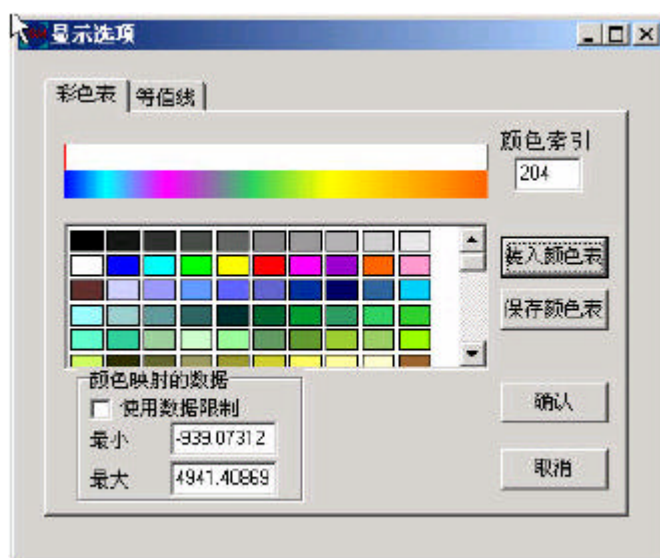 显示选项
彩色表 等值线
颜色索引
204
装入颜色表
保存颜色表
颜色映射的数据
使用数据限制
最小 -939.07312
最大 4941.40869
确认
取消